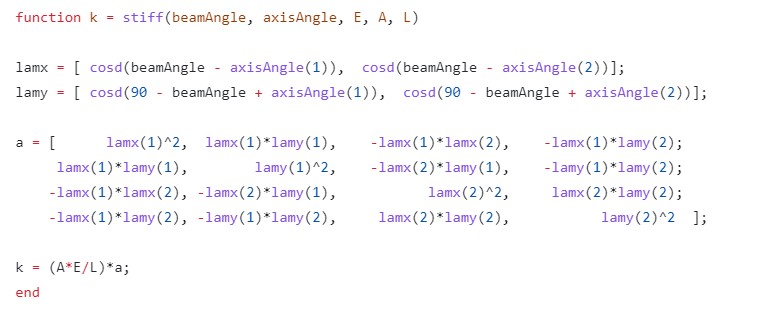 function k = stiff(beamAngle, axisAngle, E, A, L)
lamx = [ cosd(beamAngle - axisAngle(1)), cosd(beamAngle - axisAngle(2))];
lamy = [ cosd(90 - beamAngle + axisAngle(1)), cosd(90 - beamAngle + axisAngle(2))];
a = [ lamx(1)^2, lamx(1)*lamy(1), -lamx(1)*lamx(2), -lamx(1)*lamy(2);
lamx(1)*lamy(1), lamy(1)^2, -lamx(2)*lamy(1), -lamy(1)*lamy(2);
-lamx(1)*lamx(2), -lamx(2)*lamy(1), lamx(2)^2, lamx(2)*lamy(2);
-lamx(1)*lamy(2), -lamy(1)*lamy(2), lamx(2)*lamy(2), lamy(2)^2 ];
k = (A*E/L)*a;
end